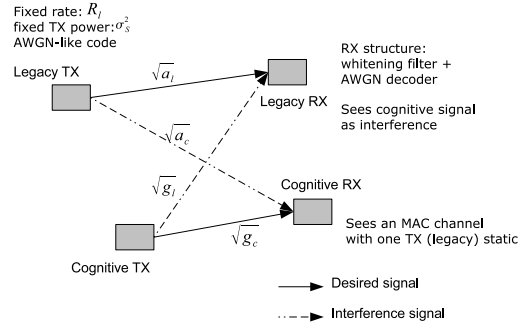 Fixed rate: R_l
fixed TX power: σ_s^2
AWGN-like code
Legacy TX
√a_l
Legacy RX
RX structure:
whitening filter +
AWGN decoder
Sees cognitive signal
as interference
√a_c
√g_l
Cognitive RX
√g_c
Cognitive TX
Sees an MAC channel
with one TX (legacy) static
Desired signal
Interference signal